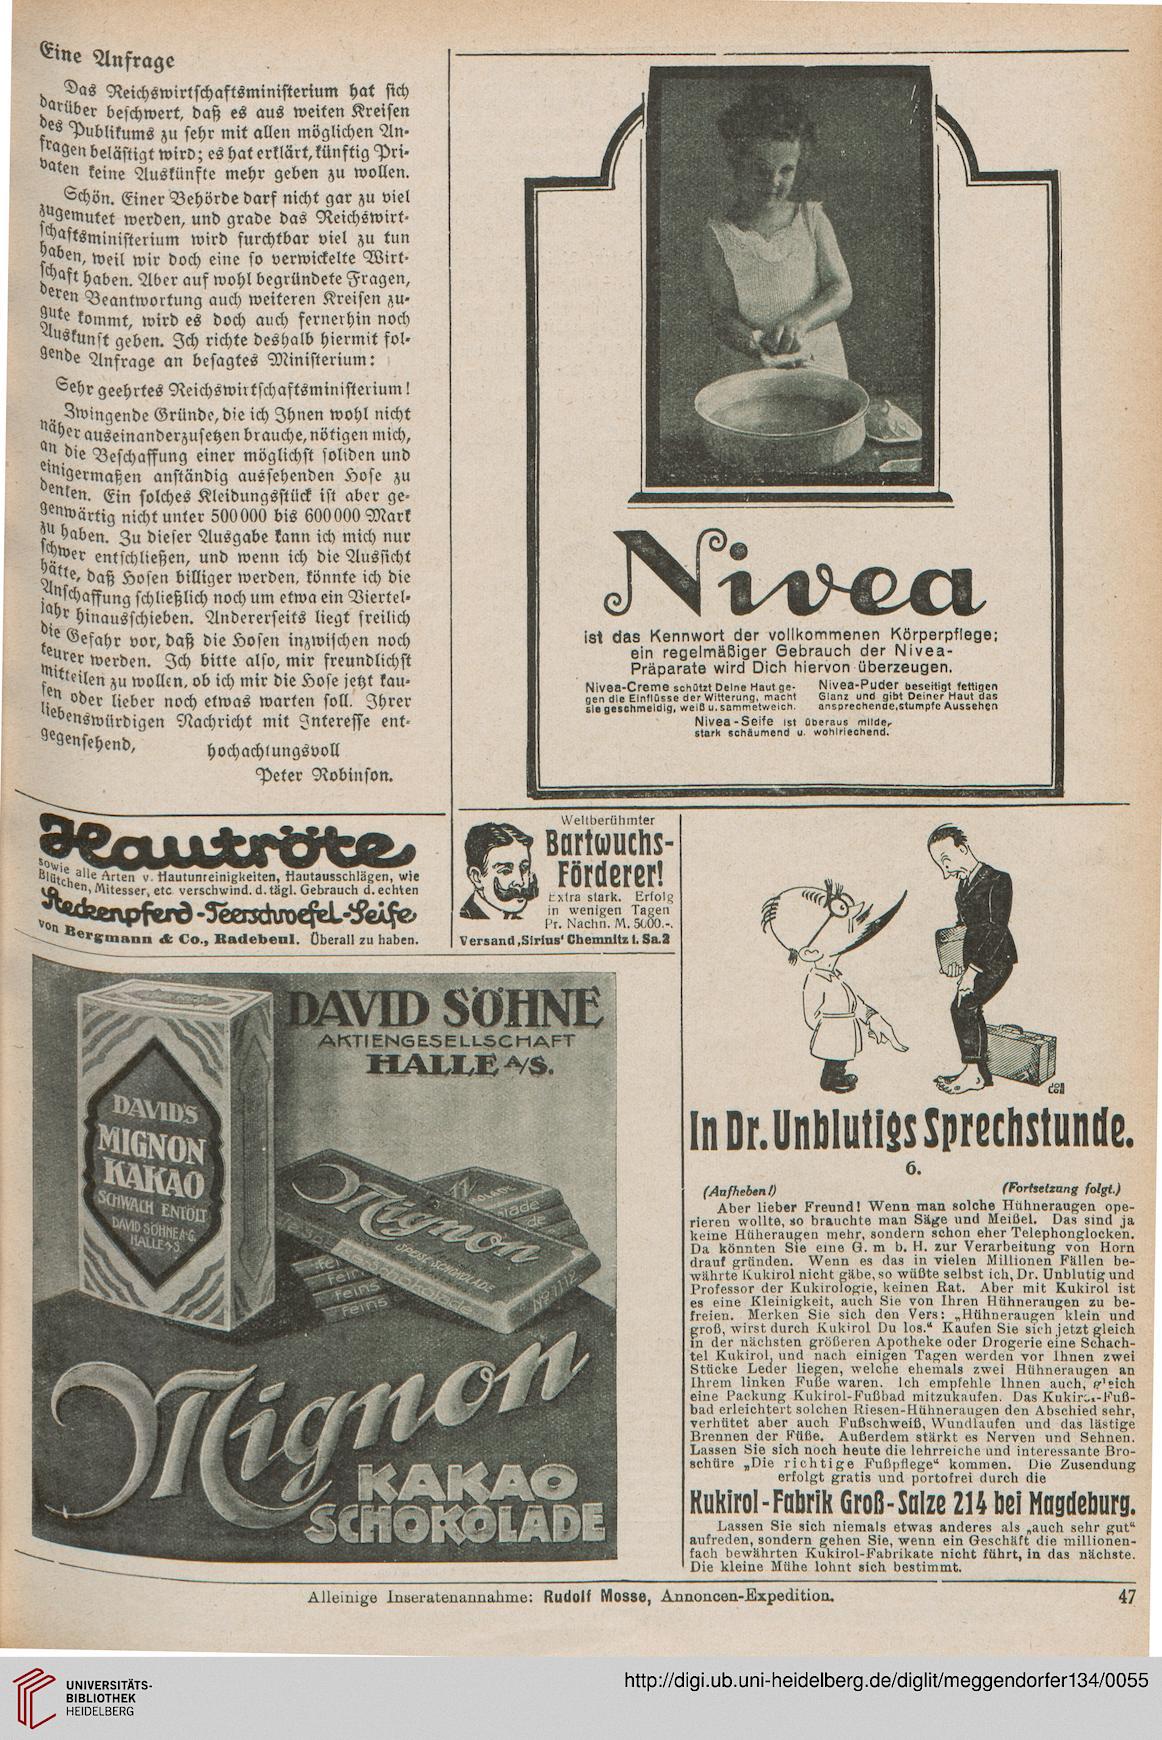 Eine Anfrage
Das Reichswirtschaftsministerium hat sich
darüber beschwert, daß es aus weiten Kreisen
des Publikums zu sehr mit allen möglichen An-
fragen belästigt wird; es hat erklärt, künftig Pri-
vaten keine Auskünfte mehr geben zu wollen.
Schön. Einer Behörde darf nicht gar zu viel
zugemutet werden, und grade das Reichswirt-
schaftsministerium wird furchtbar viel zu tun
haben, weil wir doch eine so verwickelte Wirt-
schaft haben. Aber auf wohl begründete Fragen,
deren Beantwortung auch weiteren Kreisen zu-
gute kommt, wird es doch auch fernerhin noch
Auskunft geben. Ich richte deshalb hiermit fol-
gende Anfrage an besagtes Ministerium:
Sehr geehrtes Reichswirtschaftsministerium!
Zwingende Gründe, die ich Ihnen wohl nicht
näher auseinanderzusetzen brauche, nötigen mich,
an die Beschaffung einer möglichst soliden und
einigermaßen anständig aussehenden Hose zu
denken. Ein solches Kleidungsstück ist aber ge-
genwärtig nicht unter 500000 bis 600000 Mark
zu haben. Zu dieser Ausgabe kann ich mich nur
schwer entschließen, und wenn ich die Aussicht
hätte, daß Hosen billiger werden, könnte ich die
Anschaffung schließlich noch um etwa ein Viertel-
jahr hinausschieben. Andererseits liegt freilich
die Gefahr vor, daß die Hosen inzwischen noch
teurer werden. Ich bitte also, mir freundlichst
mitteilen zu wollen, ob ich mir die Hose jetzt kau-
fen oder lieber noch etwas warten soll. Ihrer
liebenswürdigen Nachricht mit Interesse ent-
gegensehend,
hochachtungsvoll
Peter Robinson.
Nivea
ist das Kennwort der vollkommenen Körperpflege;
ein regelmäßiger Gebrauch der Nivea-
Präparate wird Dich hiervon überzeugen.
Nivea-Creme schützt Deine Haut ge-
gen die Einflüsse der Witterung, macht
sie geschmeidig, weiß u. sammetweich.
Nivea-Puder beseitigt fettigen
Glanz und gibt Deiner Haut das
ansprechende, stumpfe Aussehen
Nivea-Seife ist überaus milde,
stark schäumend u. wohlriechend.
Hautröte
sowie alle Arten v. Hautunreinigkeiten, Hautausschlägen, wie
Blütchen, Mitesser, etc. verschwind. d. tägl. Gebrauch d. echten
Steckenpferd-Teerschwefel-Seife
von Bergmann & Co., Radebeul. Überall zu haben.
Weltberühmter
Bartwuchs-
Förderer!
Extra stark. Erfolg
in wenigen Tagen
Pr. Nachn. M. 5000.-.
Versand „Sirius“ Chemnitz i. Sa.2
DAVID SÖHNE
AKTIENGESELLSCHAFT
HALLE A/S.
DAVID'S
MIGNON
KAKAO
SCHWACH ENTÖLT
DAVID SÖHNE A-G.
HALLE A/S.
Mignon
SPEISE SCHOKOLADE
Mignon
KAKAO
SCHOKOLADE
In Dr. Unblutigs Sprechstunde.
6.
(Aufheben!)
(Fortsetzung folgt.)
Aber lieber Freund! Wenn man solche Hühneraugen ope-
rieren wollte, so brauchte man Säge und Meißel. Das sind ja
keine Hüheraugen mehr, sondern schon eher Telephonglocken.
Da könnten Sie eine G. m b. H. zur Verarbeitung von Horn
drauf gründen. Wenn es das in vielen Millionen Fällen be-
währte Kukirol nicht gäbe, so wüßte selbst ich, Dr. Unblutig und
Professor der Kukirologie, keinen Rat. Aber mit Kukirol ist
es eine Kleinigkeit, auch Sie von Ihren Hühneraugen zu be-
freien. Merken Sie sich den Vers: „Hühneraugen klein und
groß, wirst durch Kukirol Du los.“ Kaufen Sie sich jetzt gleich
in der nächsten größeren Apotheke oder Drogerie eine Schach-
tel Kukirol, und nach einigen Tagen werden vor Ihnen zwei
Stücke Leder liegen, welche ehemals zwei Hühneraugen an
Ihrem linken Fuße waren. Ich empfehle Ihnen auch, gleich
eine Packung Kukirol-Fußbad mitzukaufen. Das Kukirol-Fuß-
bad erleichtert solchen Riesen-Hühneraugen den Abschied sehr,
verhütet aber auch Fußschweiß, Wundlaufen und das lästige
Brennen der Füße. Außerdem stärkt es Nerven und Sehnen.
Lassen Sie sich noch heute die lehrreiche und interessante Bro-
schüre „Die richtige Fußpflege“ kommen. Die Zusendung
erfolgt gratis und portofrei durch die
Kukirol-Fabrik Groß-Salze 214 bei Magdeburg.
Lassen Sie sich niemals etwas anderes als „auch sehr gut“
aufreden, sondern gehen Sie, wenn ein Geschäft die millionen-
fach bewährten Kukirol-Fabrikate nicht führt, in das nächste.
Die kleine Mühe lohnt sich bestimmt.
Alleinige Inseratenannahme: Rudolf Mosse, Annoncen-Expedition.
47
UNIVERSITÄTS-
BIBLIOTHEK
HEIDELBERG
http://digi.ub.uni-heidelberg.de/diglit/meggendorfer134/0055